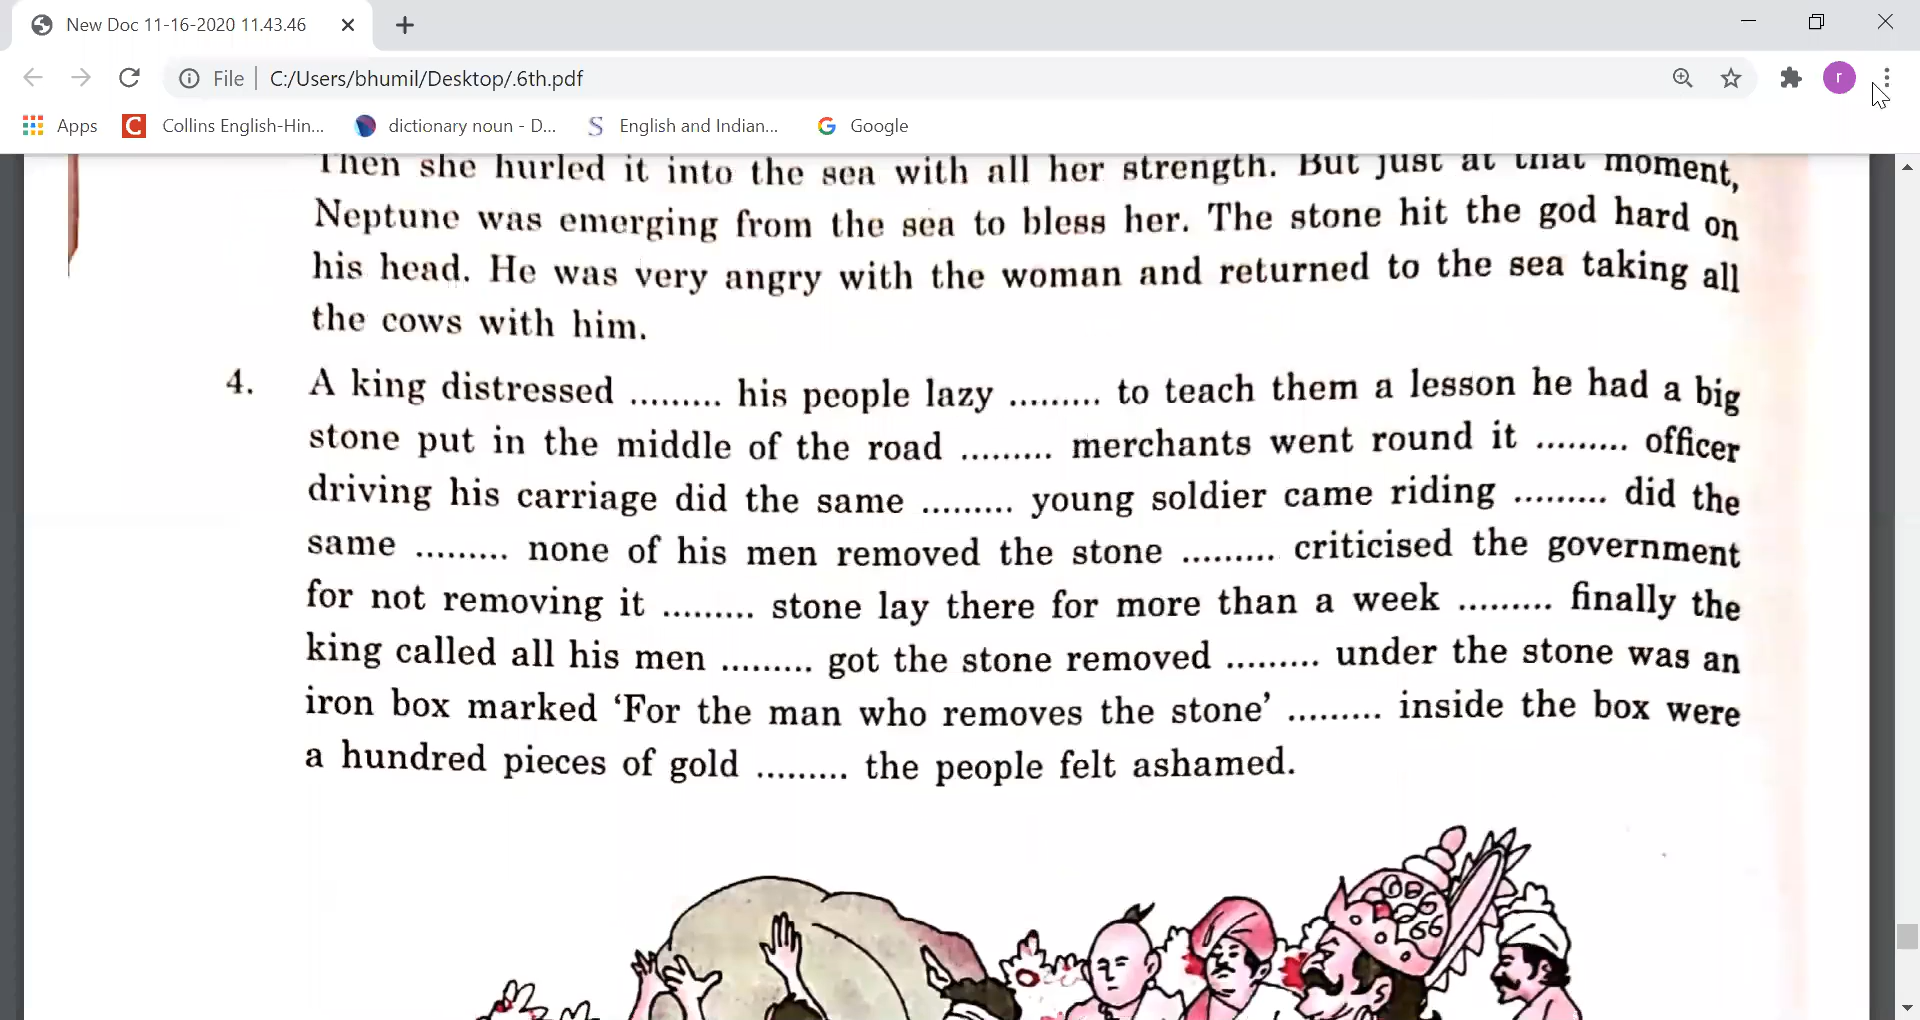 New Doc 11-16-2020 11.43.46
File C:/Users/bhumil/Desktop/.6th.pdf
r
Apps Collins English-Hin... dictionary noun - D... English and Indian... Google
Then she hurled it into the sea with all her strength. But just at that moment,
Neptune was emerging from the sea to bless her. The stone hit the god hard on
his head. He was very angry with the woman and returned to the sea taking all
the cows with him.
4. A king distressed ......... his people lazy ......... to teach them a lesson he had a big
stone put in the middle of the road ......... merchants went round it ......... officer
driving his carriage did the same ......... young soldier came riding ......... did the
same ......... none of his men removed the stone ......... criticised the government
for not removing it ......... stone lay there for more than a week ......... finally the
king called all his men ......... got the stone removed ......... under the stone was an
iron box marked ‘For the man who removes the stone’ ......... inside the box were
a hundred pieces of gold ......... the people felt ashamed.